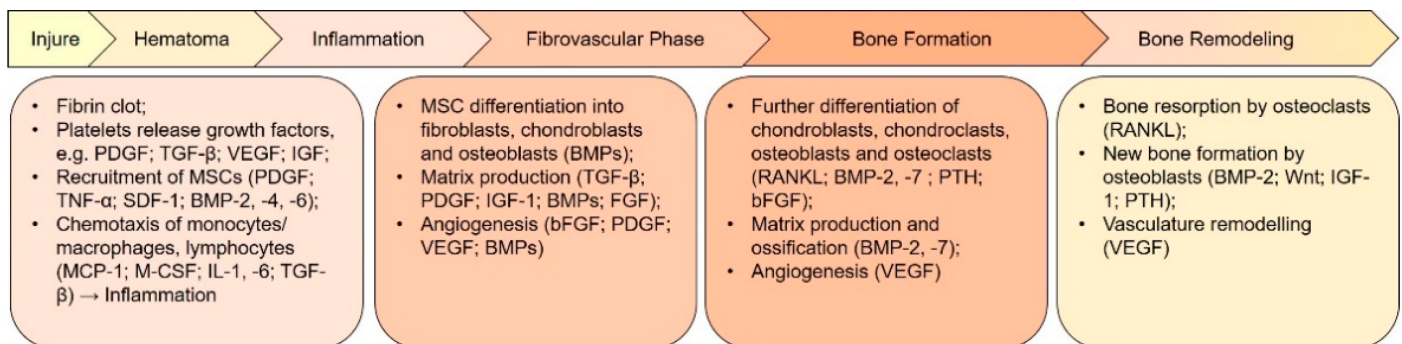 Injure
Hematoma
Inflammation
Fibrovascular Phase
Bone Formation
Bone Remodeling
• Fibrin clot;
• Platelets release growth factors,
e.g. PDGF; TGF-β; VEGF; IGF;
• Recruitment of MSCs (PDGF;
TNF-α; SDF-1; BMP-2, -4, -6);
• Chemotaxis of monocytes/
macrophages, lymphocytes
(MCP-1; M-CSF; IL-1, -6; TGF-
β) → Inflammation
• MSC differentiation into
fibroblasts, chondroblasts
and osteoblasts (BMPs);
• Matrix production (TGF-β;
PDGF; IGF-1; BMPs; FGF);
• Angiogenesis (bFGF; PDGF;
VEGF; BMPs)
• Further differentiation of
chondroblasts, chondroclasts,
osteoblasts and osteoclasts
(RANKL; BMP-2, -7 ; PTH;
bFGF);
• Matrix production and
ossification (BMP-2, -7);
• Angiogenesis (VEGF)
• Bone resorption by osteoclasts
(RANKL);
• New bone formation by
osteoblasts (BMP-2; Wnt; IGF-
1; PTH);
• Vasculature remodelling
(VEGF)